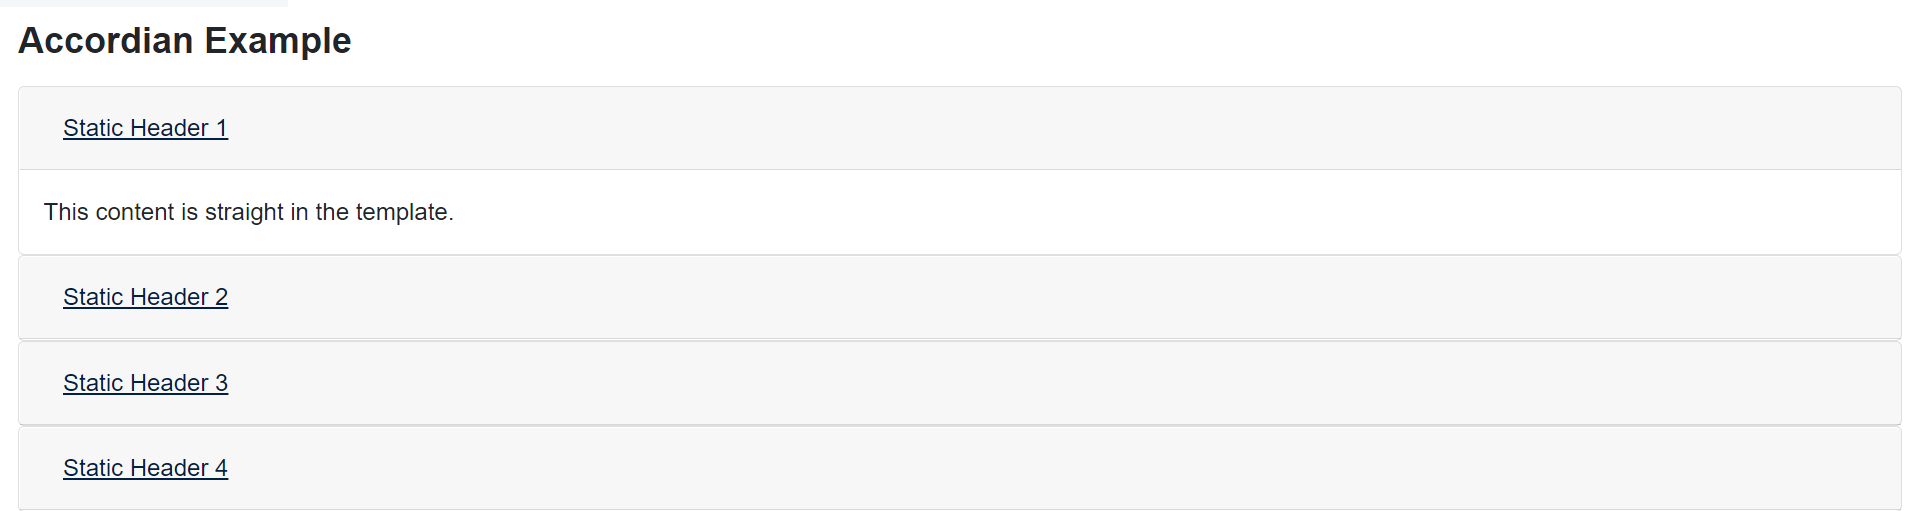 Accordian Example
Static Header 1
This content is straight in the template.
Static Header 2
Static Header 3
Static Header 4